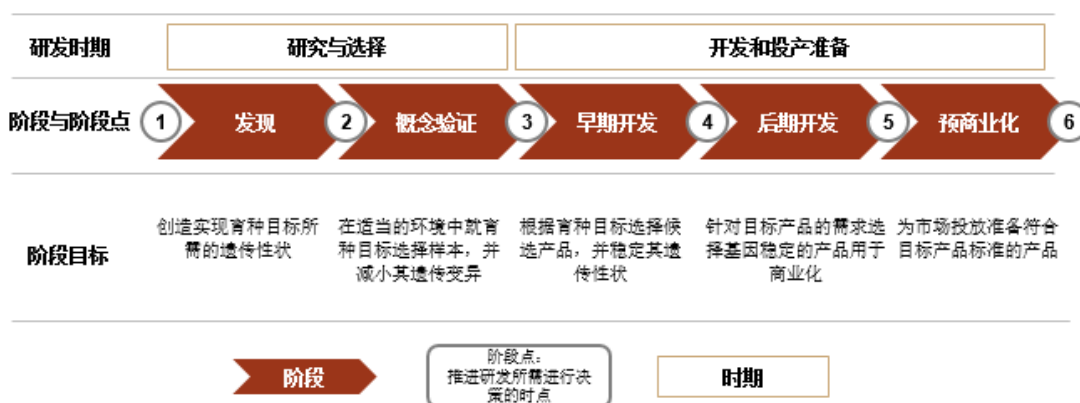 研发时期
研究与选择
开发和投产准备
阶段与阶段点
1
发现
2
概念验证
3
早期开发
4
后期开发
5
预商业化
6
阶段目标
创造实现育种目标所
需的遗传性状
在适当的环境中就育
种目标选择样本，并
减小其遗传变异
根据育种目标选择候
选产品，并稳定其遗
传性状
针对目标产品的需求选
择基因稳定的产品用于
商业化
为市场投放准备符合
目标产品标准的产品
阶段
阶段点：
推进研发所需进行决
策的时点
时期